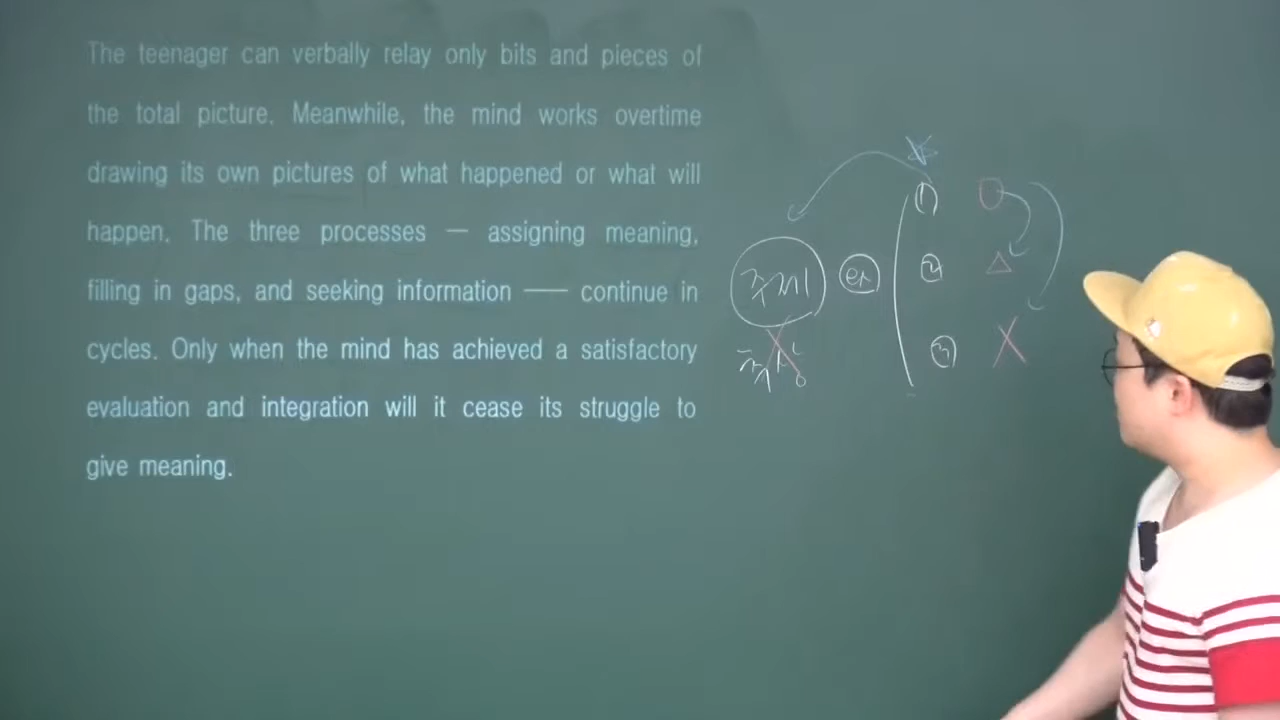 The teenager can verbally relay only bits and pieces of
the total picture. Meanwhile, the mind works overtime
drawing its own pictures of what happened or what will
happen. The three processes — assigning meaning,
filling in gaps, and seeking information —— continue in
cycles. Only when the mind has achieved a satisfactory
evaluation and integration will it cease its struggle to
give meaning.
①
주제
②
③